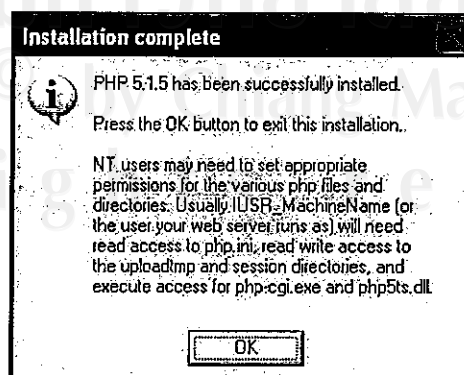 Installation complete
PHP 5.1.5 has been successfully installed.
Press the OK button to exit this installation.
NT users may need to set appropriate
permissions for the various php files and
directories. Usually IUSR_MachineName (or
the user your web server runs as) will need
read access to php.ini, read write access to
the uploadtmp and session directories, and
execute access for php-cgi.exe and php5ts.dll.
OK